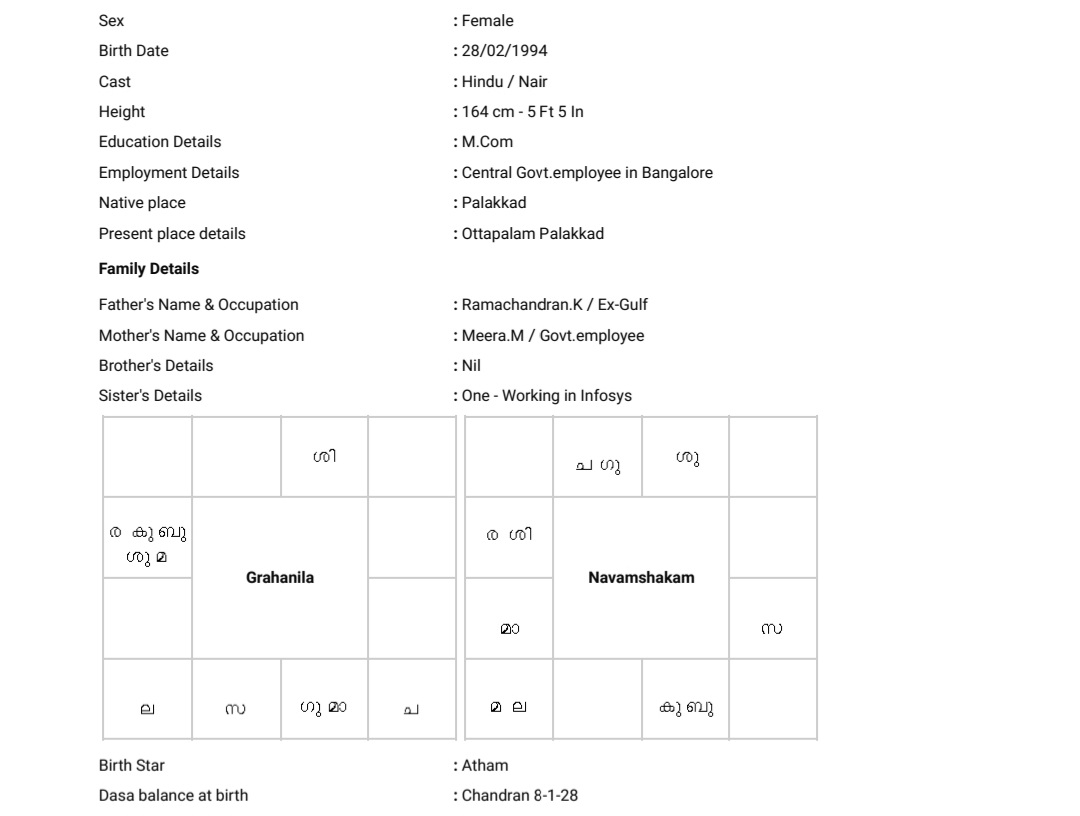 Sex : Female
Birth Date : 28/02/1994
Cast : Hindu / Nair
Height : 164 cm - 5 Ft 5 In
Education Details : M.Com
Employment Details : Central Govt.employee in Bangalore
Native place : Palakkad
Present place details : Ottapalam Palakkad
Family Details
Father's Name & Occupation : Ramachandran.K / Ex-Gulf
Mother's Name & Occupation : Meera.M / Govt.employee
Brother's Details : Nil
Sister's Details : One - Working in Infosys
ശി
ര കു ബു
ശു മ
Grahanila
ല സ ഗു മാ ച
ച ഗു ശു
ര ശി
Navamshakam
മാ സ
മ ല കു ബു
Birth Star : Atham
Dasa balance at birth : Chandran 8-1-28